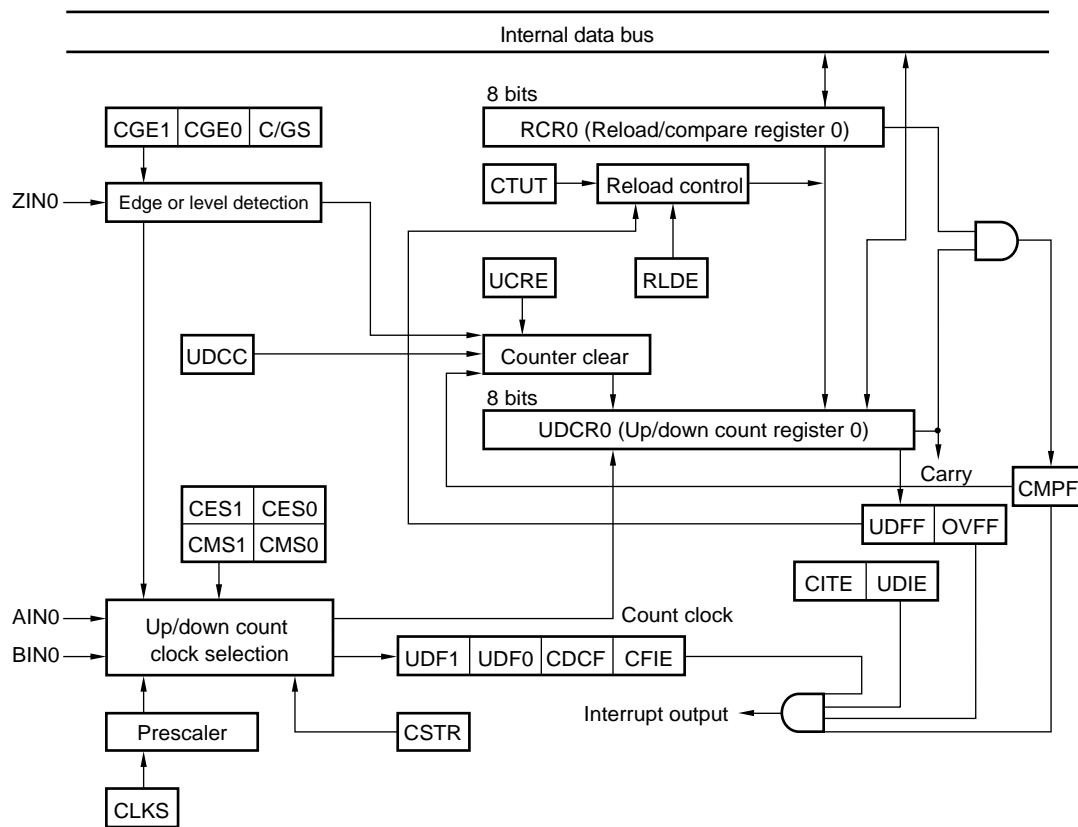 Internal data bus
8 bits
CGE1 CGE0 C/GS
RCR0 (Reload/compare register 0)
CTUT
Reload control
ZIN0
Edge or level detection
UCRE
RLDE
UDCC
Counter clear
8 bits
UDCR0 (Up/down count register 0)
Carry
CMPF
CES1 CES0
CMS1 CMS0
UDFF OVFF
CITE UDIE
AIN0
BIN0
Up/down count
clock selection
Count clock
UDF1 UDF0 CDCF CFIE
Interrupt output
Prescaler
CSTR
CLKS